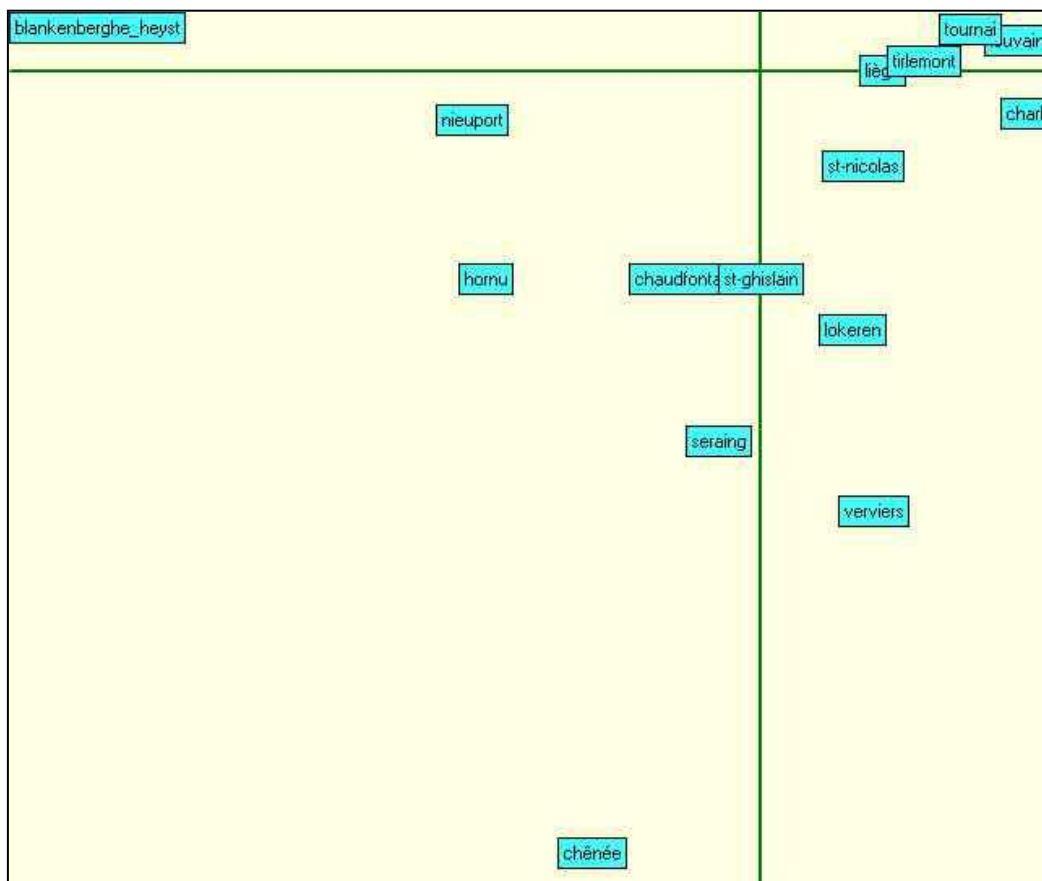 blankenberghe_heyst
tournai
tirlemont
nieuport
st-nicolas
hornu
st-ghislain
lokeren
seraing
verviers
chênée